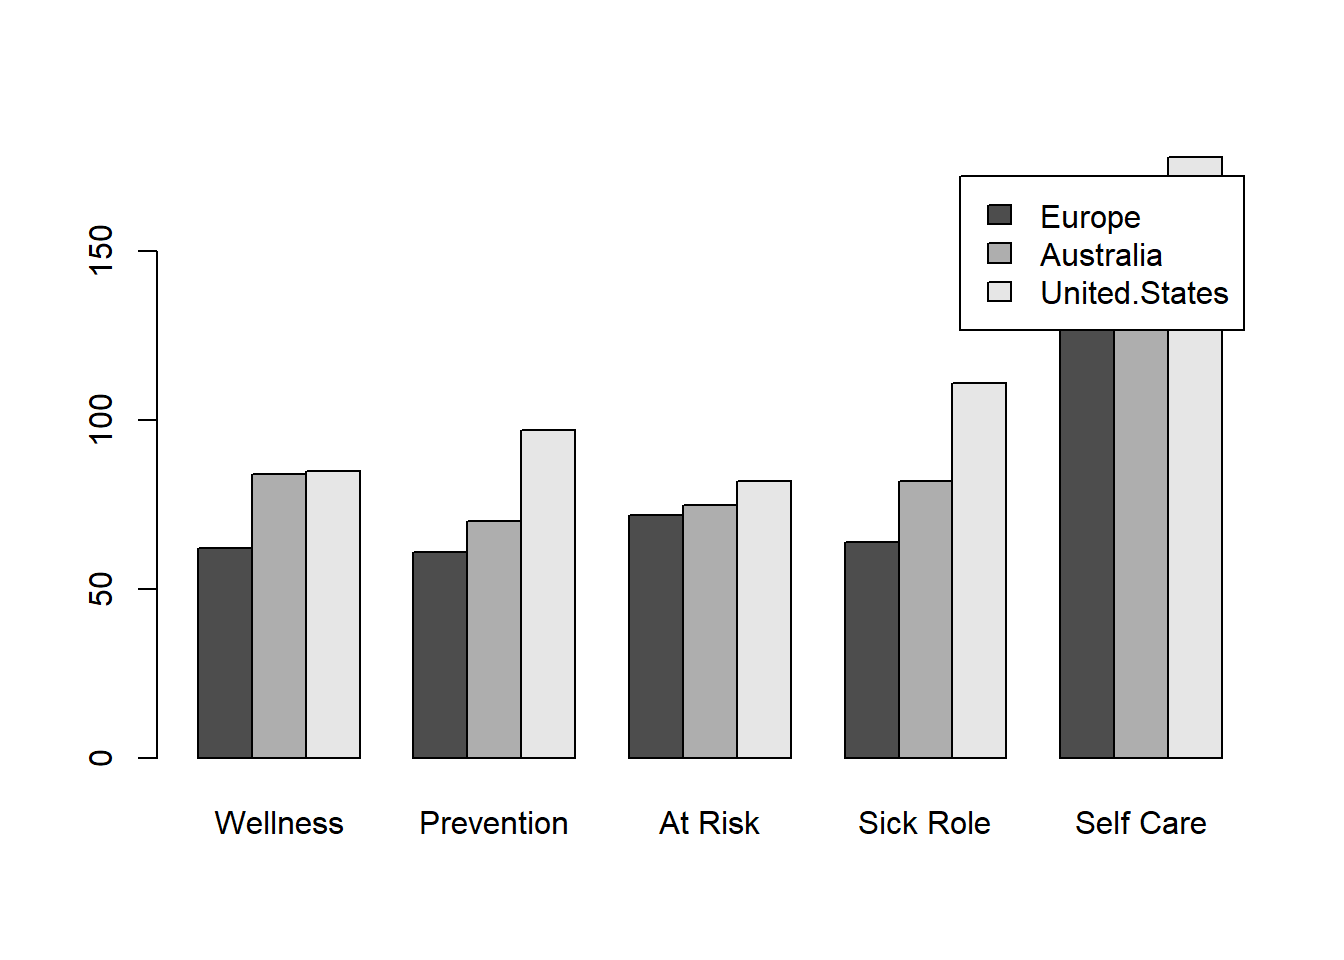 150
100
50
0
Europe
Australia
United.States
Wellness Prevention At Risk Sick Role Self Care